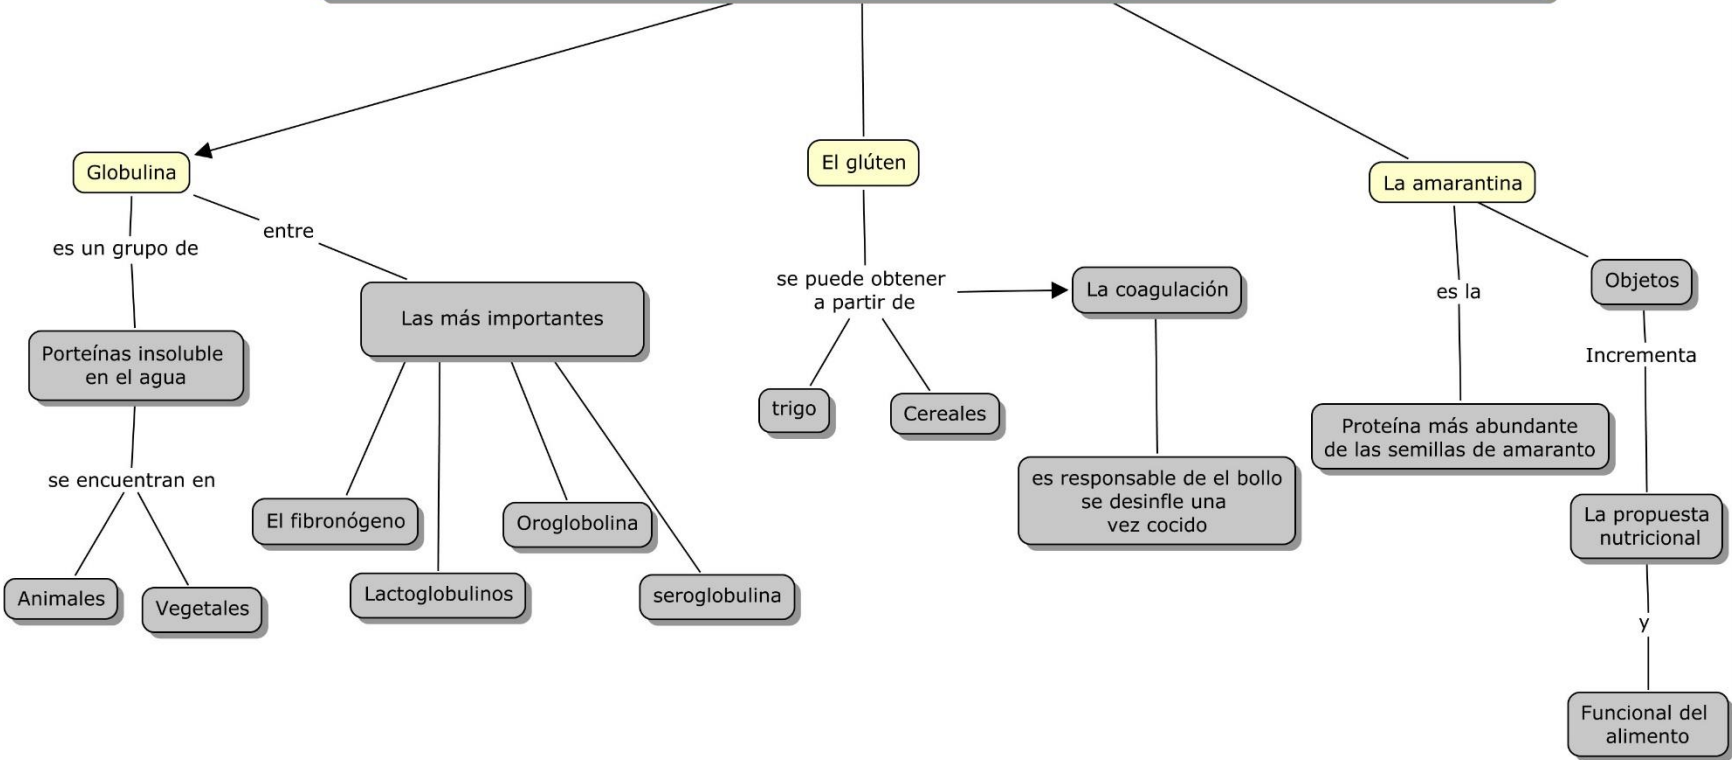 Globulina
es un grupo de
Porteínas insoluble
en el agua
se encuentran en
Animales
Vegetales
entre
Las más importantes
El fibronógeno
Lactoglobulinos
Oroglobolina
seroglobulina
El glúten
se puede obtener
a partir de
trigo
Cereales
La coagulación
es responsable de el bollo
se desinfle una
vez cocido
La amarantina
es la
Proteína más abundante
de las semillas de amaranto
Objetos
Incrementa
La propuesta
nutricional
y
Funcional del
alimento